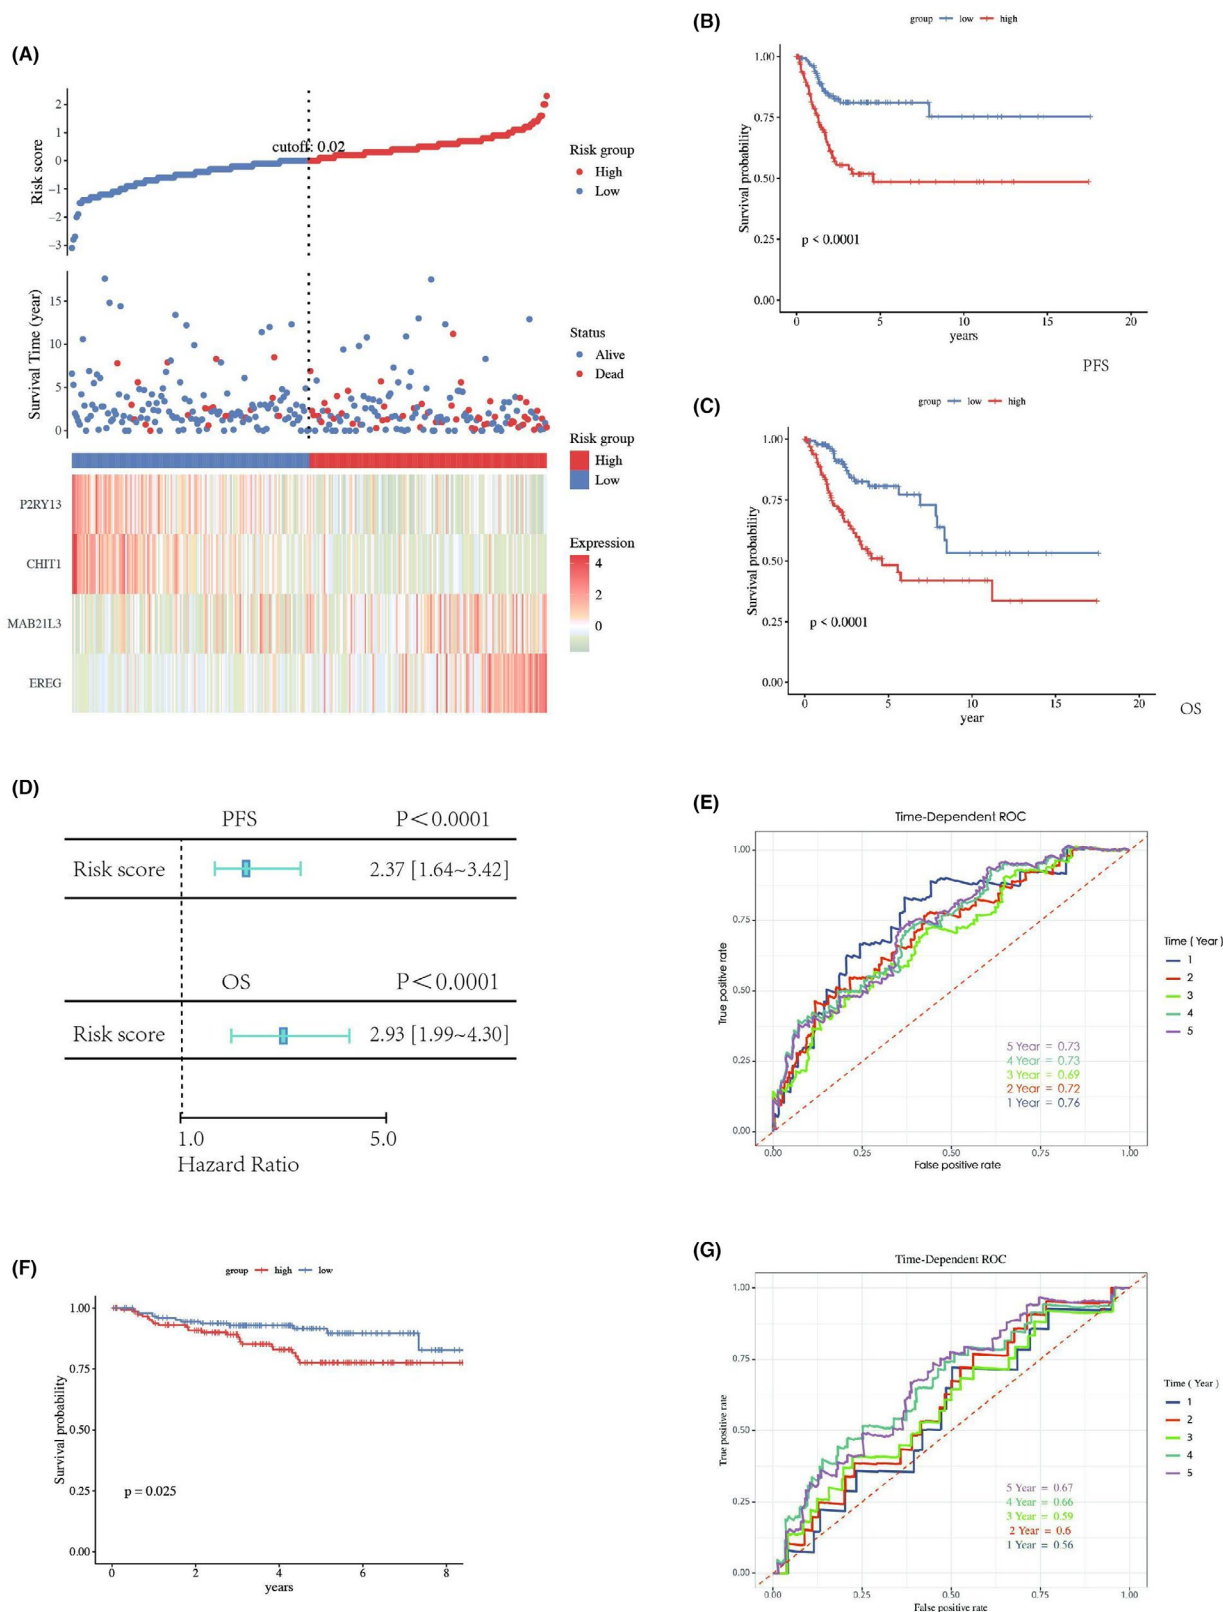 (A)
2
1
0
−1
−2
−3
Risk score
cutoff: 0.02
Risk group
High
Low
15
10
5
0
Survival Time (year)
Status
Alive
Dead
Risk group
High
Low
P2RY13
CHIT1
MAB21L3
EREG
Expression
4
2
0
(B)
group low high
1.00
0.75
0.50
0.25
0.00
Survival probability
p < 0.0001
0 5 10 15 20
years
PFS
(C)
group low high
1.00
0.75
0.50
0.25
0.00
Survival probability
p < 0.0001
0 5 10 15 20
year
OS
(D)
PFS P<0.0001
Risk score 2.37 [1.64~3.42]
OS P<0.0001
Risk score 2.93 [1.99~4.30]
1.0 5.0
Hazard Ratio
(E)
Time-Dependent ROC
1.00
0.75
0.50
0.25
0.00
True positive rate
5 Year = 0.73
4 Year = 0.73
3 Year = 0.69
2 Year = 0.72
1 Year = 0.76
0.00 0.25 0.50 0.75 1.00
False positive rate
Time ( Year)
1
2
3
4
5
(F)
group high low
1.00
0.75
0.50
0.25
0.00
Survival probability
p = 0.025
0 2 4 6 8
years
(G)
Time-Dependent ROC
1.00
0.75
0.50
0.25
0.00
True positive rate
5 Year = 0.67
4 Year = 0.66
3 Year = 0.59
2 Year = 0.6
1 Year = 0.56
0.00 0.25 0.50 0.75 1.00
False positive rate
Time ( Year)
1
2
3
4
5